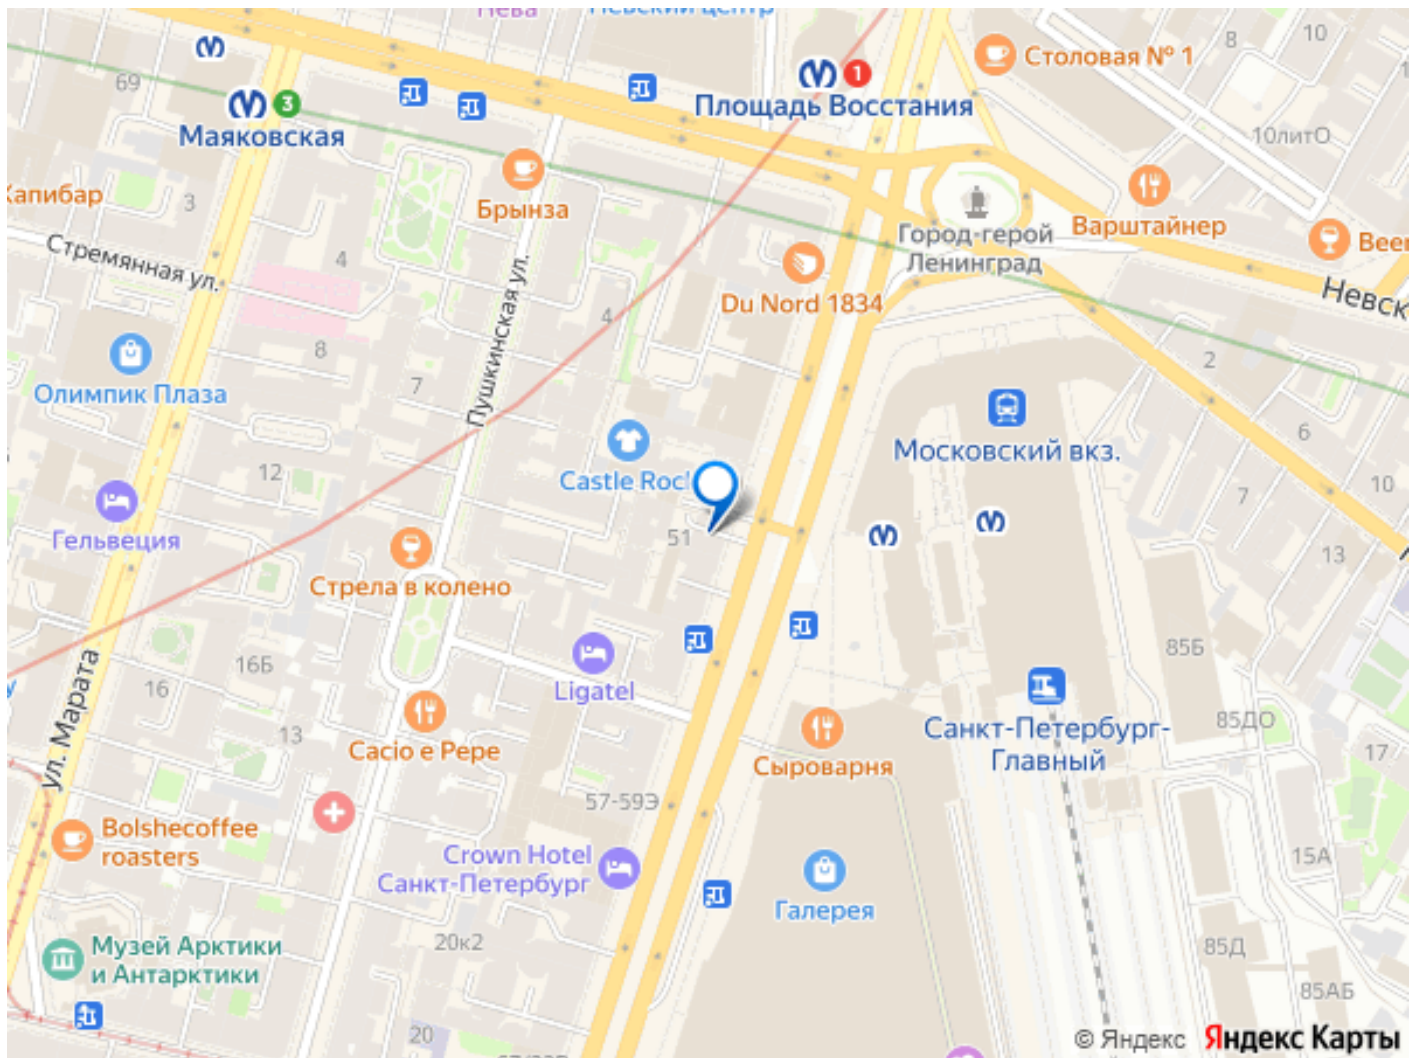 Нева
Невский центр
69
3
Маяковская
1
Площадь Восстания
Столовая № 1
8
10
10литО
Капибар
3
Брынза
Варштайнер
Beer
Город-герой
Ленинград
Стремянная ул.
4
Пушкинская ул.
4
Du Nord 1834
Невск
8
7
2
Олимпик Плаза
Московский вкз.
6
12
Castle Roc
7
10
Гельвеция
51
13
Стрела в колено
16Б
16
ул. Марата
Ligatel
85Б
13
Cacio e Pepe
Сыроварня
Санкт-Петербург-
Главный
85ДО
17
57-59Э
Bolshecoffee
roasters
Crown Hotel
Санкт-Петербург
Галерея
15А
Музей Арктики
и Антарктики
20к2
85Д
85АБ
20
© Яндекс Яндекс Карты